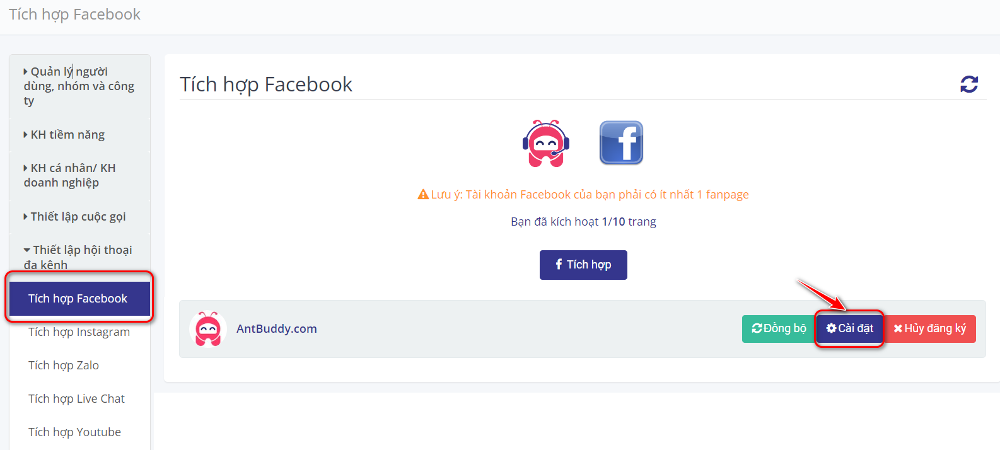 Tích hợp Facebook
Quản lý người
dùng, nhóm và công
ty
KH tiềm năng
KH cá nhân/ KH
doanh nghiệp
Thiết lập cuộc gọi
Thiết lập hội thoại
đa kênh
Tích hợp Facebook
Tích hợp Instagram
Tích hợp Zalo
Tích hợp Live Chat
Tích hợp Youtube
Tích hợp Facebook
Lưu ý: Tài khoản Facebook của bạn phải có ít nhất 1 fanpage
Bạn đã kích hoạt 1/10 trang
Tích hợp
AntBuddy.com
Đồng bộ
Cài đặt
Hủy đăng ký